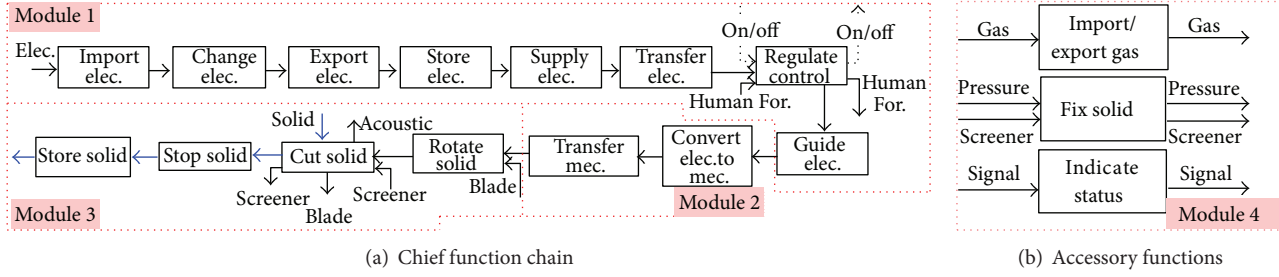 Module 1
On/off
On/off
Elec.
Import
elec.
Change
elec.
Export
elec.
Store
elec.
Supply
elec.
Transfer
elec.
Regulate
control
Human For.
Human
For.
Solid
Acoustic
Store solid
Stop solid
Cut solid
Rotate
solid
Transfer
mec.
Convert
elec.to
mec.
Guide
elec.
Screener
Blade
Screener
Blade
Module 3
Module 2
(a) Chief function chain
Gas
Import/
export gas
Gas
Pressure
Screener
Fix solid
Pressure
Screener
Signal
Indicate
status
Signal
Module 4
(b) Accessory functions